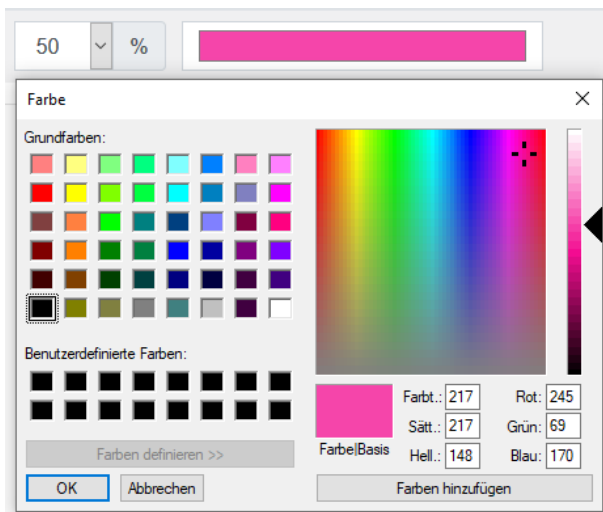 50 %
Farbe
Grundfarben:
Benutzerdefinierte Farben:
Farben definieren >>
OK Abbrechen
Farbe|Basis
Farbt.: 217 Rot: 245
Sätt.: 217 Grün: 69
Hell.: 148 Blau: 170
Farben hinzufügen